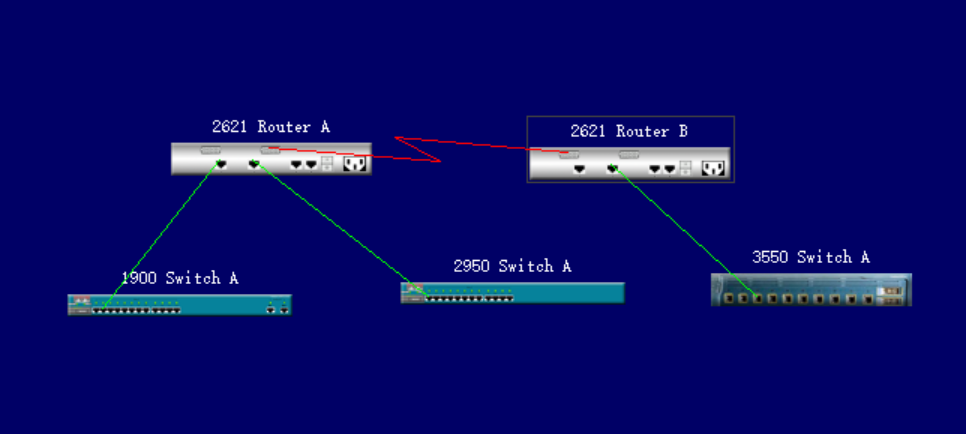 2621 Router A
2621 Router B
1900 Switch A
2950 Switch A
3550 Switch A